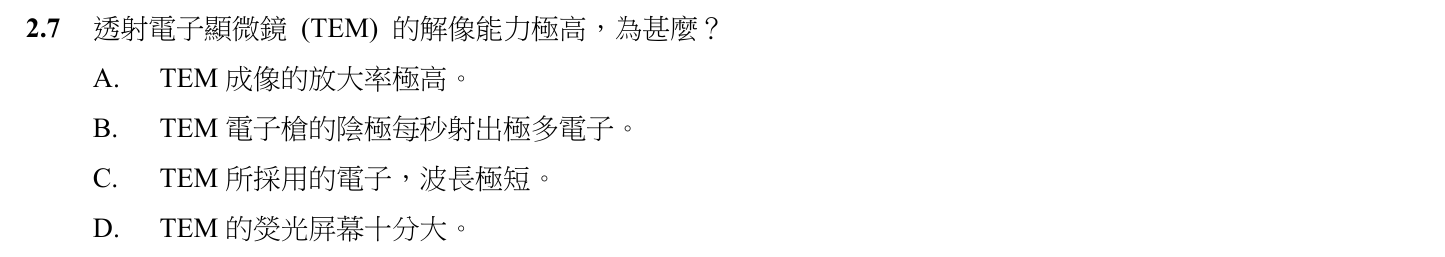 2.7 透射電子顯微鏡 (TEM) 的解像能力極高，為甚麼？
A. TEM 成像的放大率極高。
B. TEM 電子槍的陰極每秒射出極多電子。
C. TEM 所採用的電子，波長極短。
D. TEM 的熒光屏幕十分大。